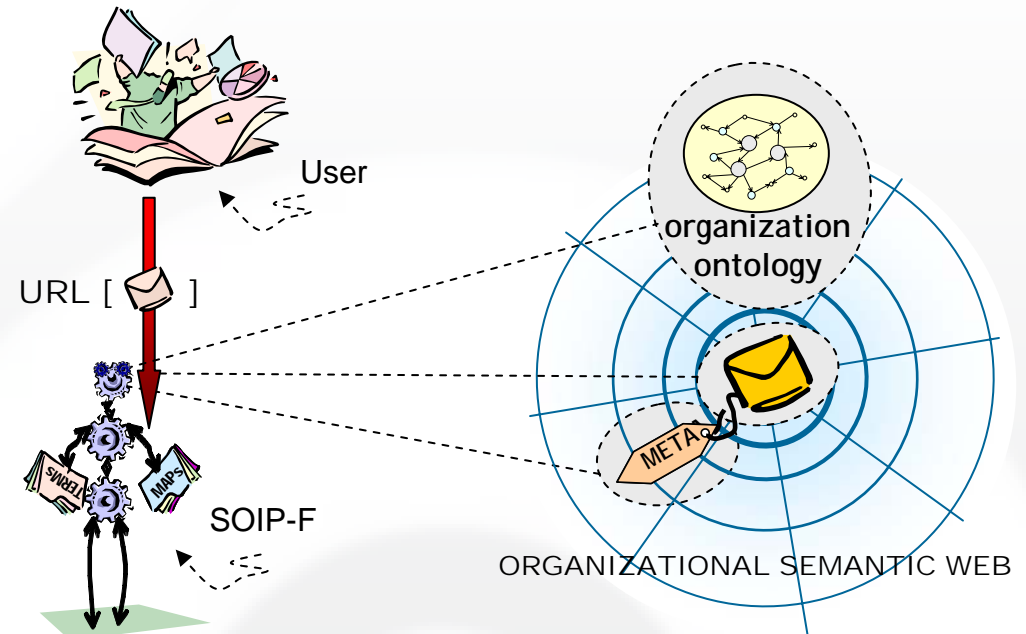 User
organization
ontology
URL [ ]
META
TERMS
MAPs
SOIP-F
ORGANIZATIONAL SEMANTIC WEB